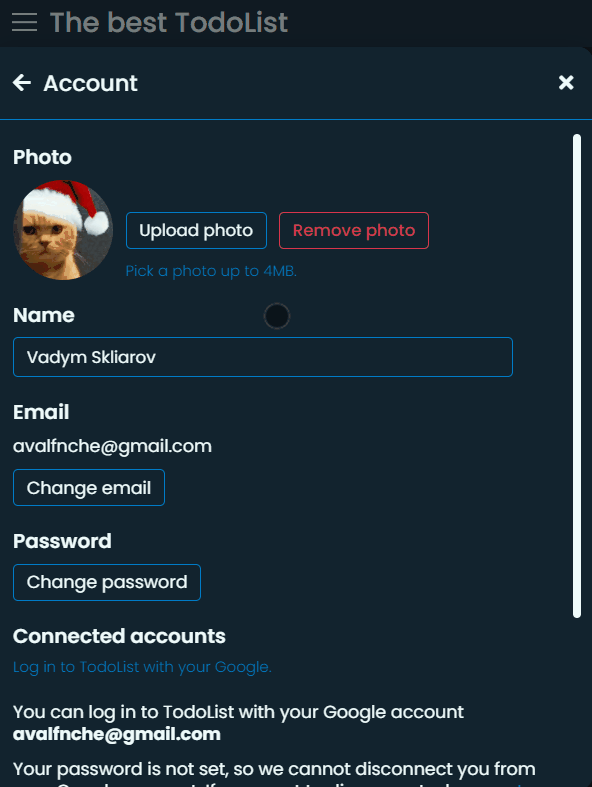 The best TodoList
Account
Photo
Upload photo
Remove photo
Pick a photo up to 4MB.
Name
Vadym Skliarov
Email
avalfnche@gmail.com
Change email
Password
Change password
Connected accounts
Log in to TodoList with your Google.
You can log in to TodoList with your Google account
avalfnche@gmail.com
Your password is not set, so we cannot disconnect you from